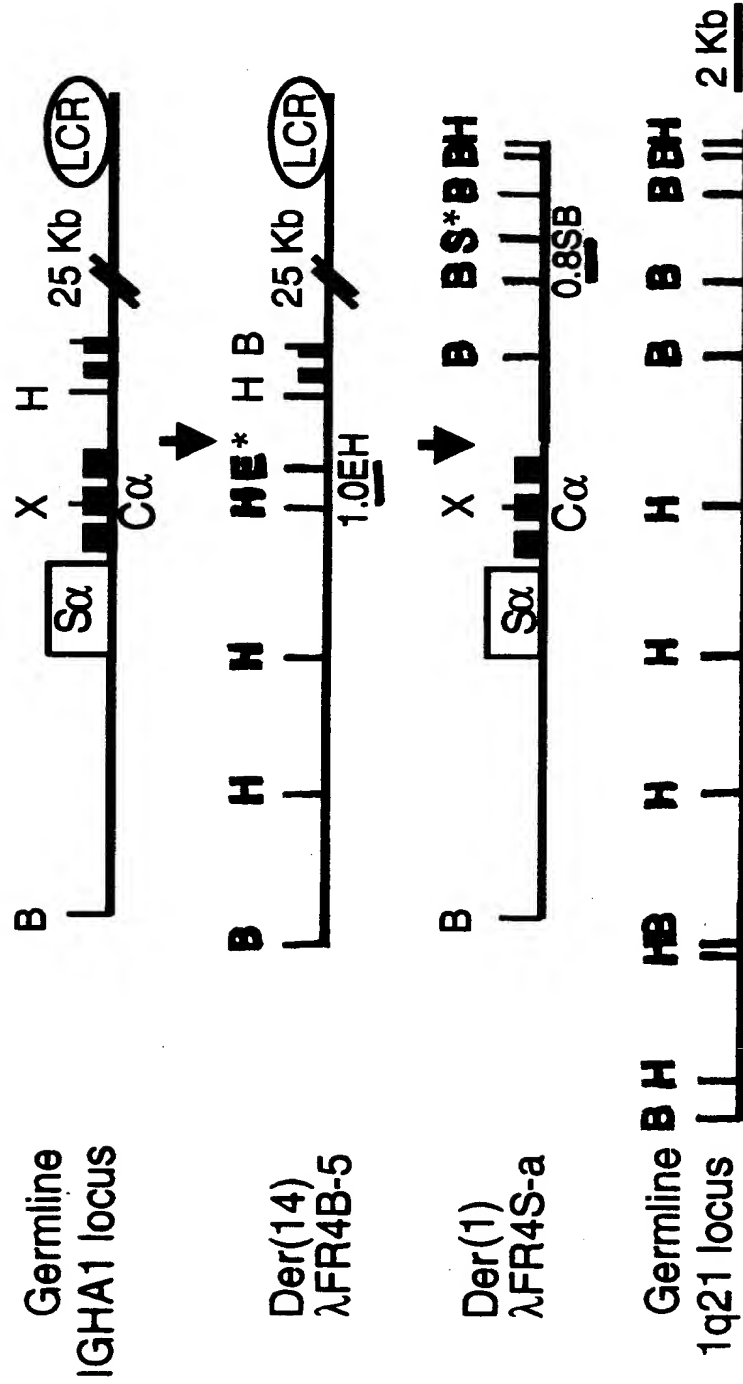 B X H
Germline
IGHA1 locus
Sα Cα 25 Kb LCR
B H H H E* H B
Der(14)
λFR4B-5
1.0EH 25 Kb LCR
B X B B S* B B H
Der(1)
λFR4S-a
Sα Cα 0.8SB
B H H B H H H B B B B H
Germline
1q21 locus
2 Kb